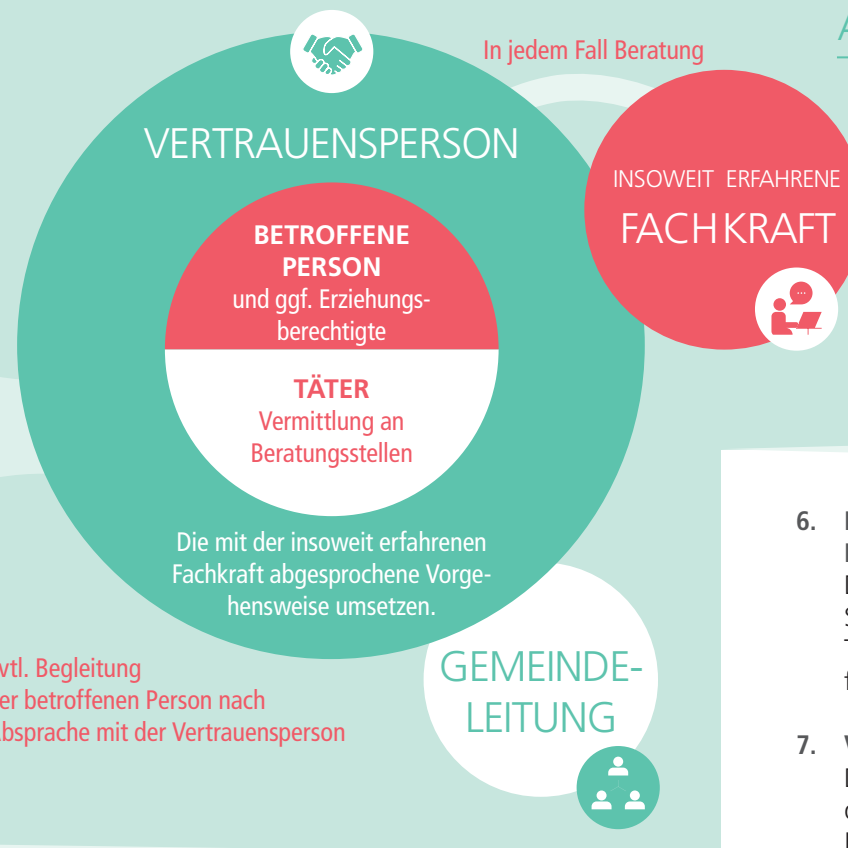 In jedem Fall Beratung
VERTRAUENSPERSON
INSOWEIT ERFAHRENE
FACHKRAFT
BETROFFENE
PERSON
und ggf. Erziehungs-
berechtigte
TÄTER
Vermittlung an
Beratungsstellen
Die mit der insoweit erfahrenen
Fachkraft abgesprochene Vorge-
hensweise umsetzen.
GEMEINDE-
LEITUNG
vtl. Begleitung
er betroffenen Person nach
Absprache mit der Vertrauensperson
6.
7.